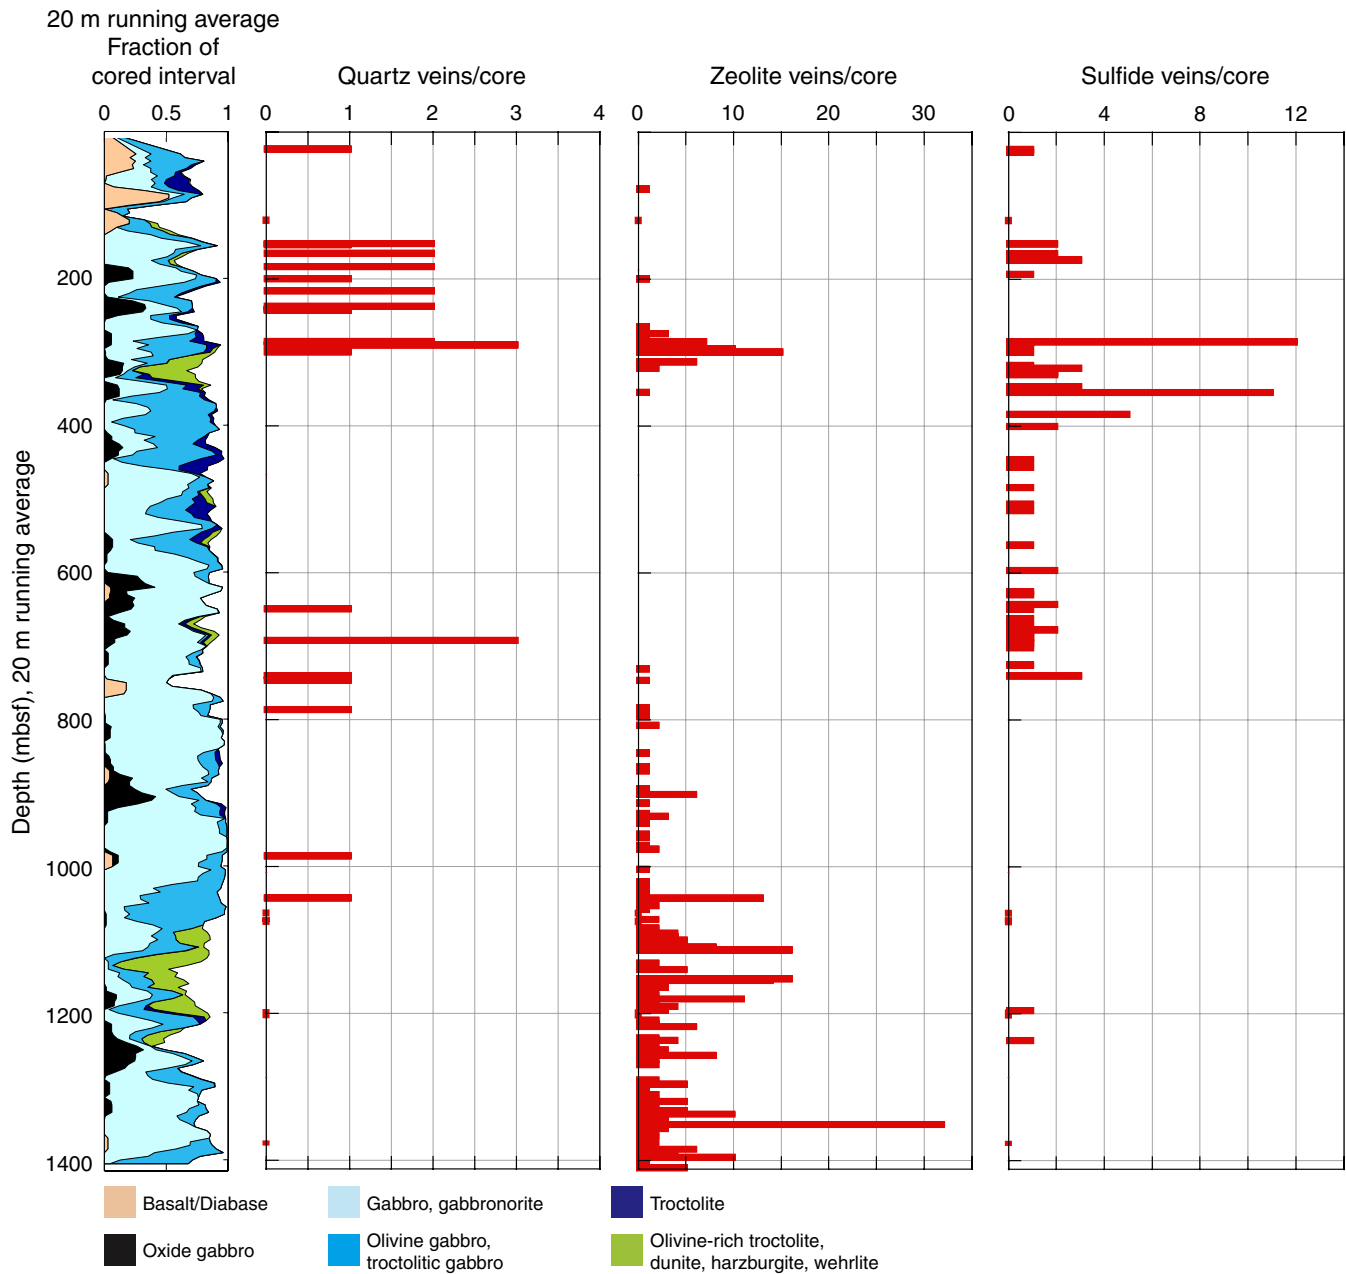 20 m running average
Fraction of
cored interval
Quartz veins/core
Zeolite veins/core
Sulfide veins/core
0 0.5 1
0 1 2 3 4
0 10 20 30
0 4 8 12
Depth (mbsf), 20 m running average
200
400
600
800
1000
1200
1400
Basalt/Diabase
Gabbro, gabbronorite
Troctolite
Oxide gabbro
Olivine gabbro,
troctolitic gabbro
Olivine-rich troctolite,
dunite, harzburgite, wehrlite